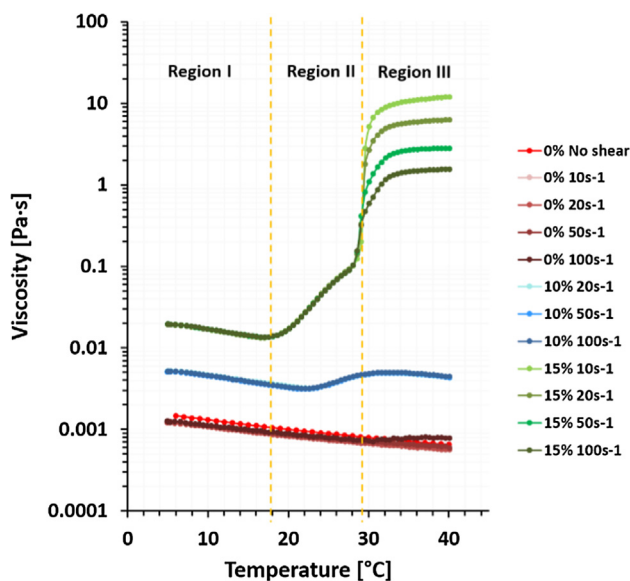 100
10
1
0.1
0.01
0.001
0.0001
Viscosity [Pa·s]
Region I
Region II
Region III
0
10
20
30
40
Temperature [°C]
0% No shear
0% 10s-1
0% 20s-1
0% 50s-1
0% 100s-1
10% 20s-1
10% 50s-1
10% 100s-1
15% 10s-1
15% 20s-1
15% 50s-1
15% 100s-1